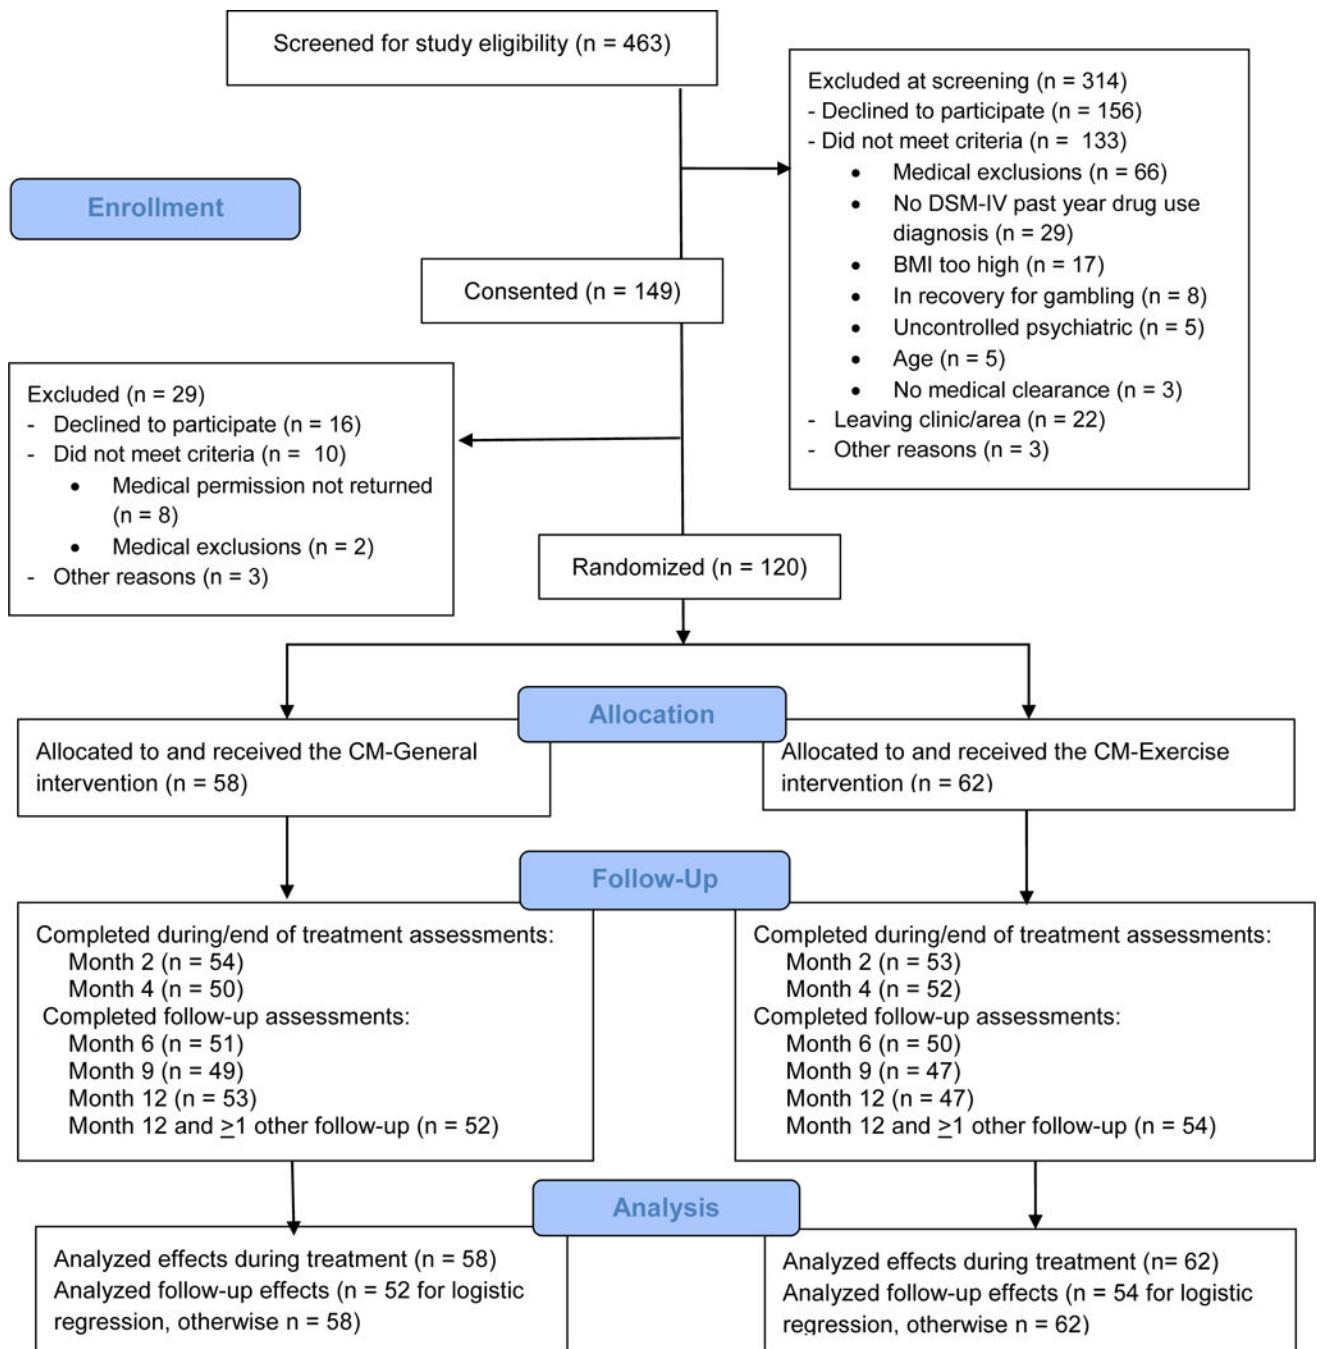 Screened for study eligibility (n = 463)
Excluded at screening (n = 314)
- Declined to participate (n = 156)
- Did not meet criteria (n =  133)
• Medical exclusions (n = 66)
• No DSM-IV past year drug use
diagnosis (n = 29)
• BMI too high (n = 17)
• In recovery for gambling (n = 8)
• Uncontrolled psychiatric (n = 5)
• Age (n = 5)
• No medical clearance (n = 3)
- Leaving clinic/area (n = 22)
- Other reasons (n = 3)
Enrollment
Consented (n = 149)
Excluded (n = 29)
- Declined to participate (n = 16)
- Did not meet criteria (n =  10)
• Medical permission not returned
(n = 8)
• Medical exclusions (n = 2)
- Other reasons (n = 3)
Randomized (n = 120)
Allocation
Allocated to and received the CM-General
intervention (n = 58)
Allocated to and received the CM-Exercise
intervention (n = 62)
Follow-Up
Completed during/end of treatment assessments:
Month 2 (n = 54)
Month 4 (n = 50)
Completed follow-up assessments:
Month 6 (n = 51)
Month 9 (n = 49)
Month 12 (n = 53)
Month 12 and ≥1 other follow-up (n = 52)
Completed during/end of treatment assessments:
Month 2 (n = 53)
Month 4 (n = 52)
Completed follow-up assessments:
Month 6 (n = 50)
Month 9 (n = 47)
Month 12 (n = 47)
Month 12 and ≥1 other follow-up (n = 54)
Analysis
Analyzed effects during treatment (n = 58)
Analyzed follow-up effects (n = 52 for logistic
regression, otherwise n = 58)
Analyzed effects during treatment (n= 62)
Analyzed follow-up effects (n = 54 for logistic
regression, otherwise n = 62)